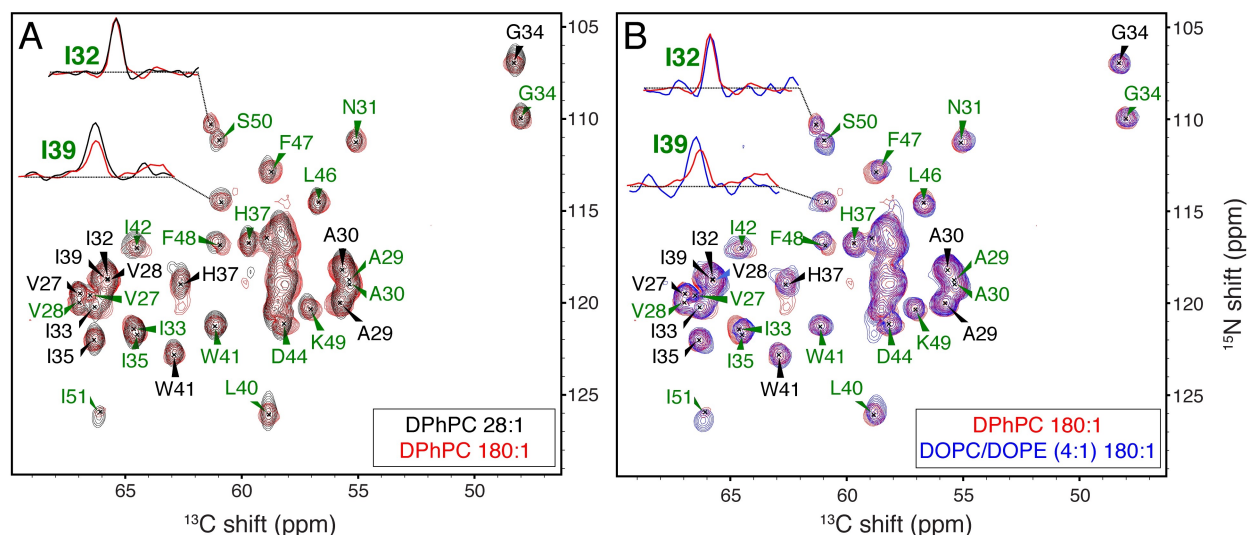 A
I32
G34
G34
S50
N31
F47
I39
L46
I42
F48
H37
I32
I39
V28
H37
A30
A29
V27
V28
V27
A30
I33
I33
A29
I35
I35
W41
K49
D44
W41
I51
L40
DPhPC 28:1
DPhPC 180:1
65
60
55
50
¹³C shift (ppm)
105
110
115
120
125
B
I32
G34
G34
S50
N31
F47
I39
L46
I42
F48
H37
I32
I39
V28
H37
A30
A29
V27
V28
V27
A30
I33
I33
A29
I35
I35
W41
K49
D44
W41
I51
L40
DPhPC 180:1
DOPC/DOPE (4:1) 180:1
65
60
55
50
¹³C shift (ppm)
105
110
115
120
125
¹⁵N shift (ppm)